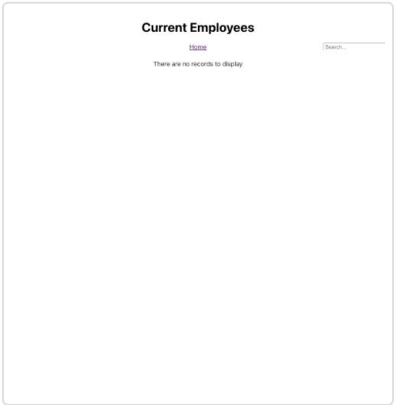 Current Employees
Home
Search...
There are no records to display